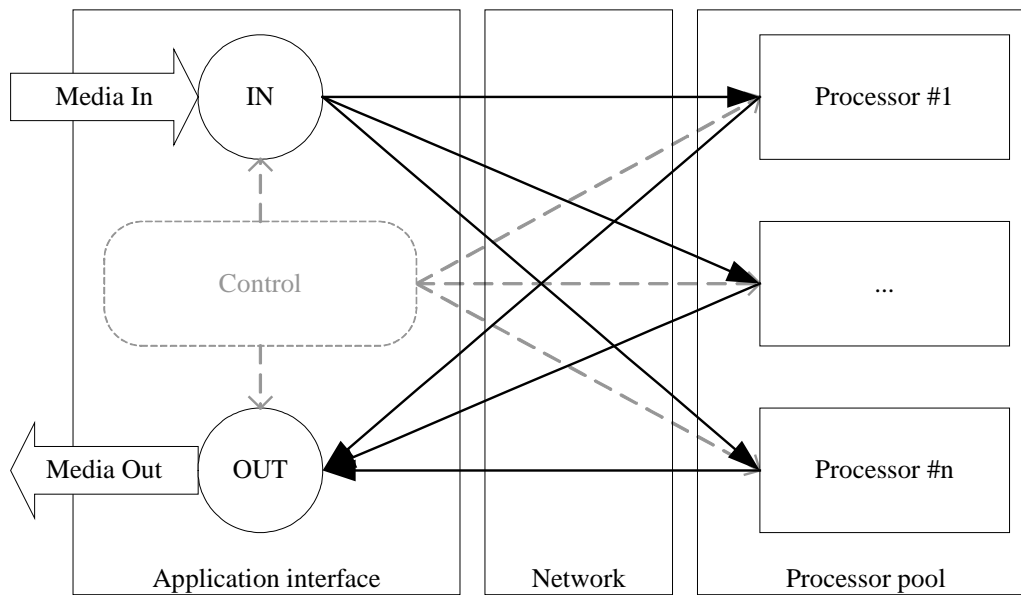 Media In
IN
Processor #1
Control
...
Media Out
OUT
Processor #n
Application interface
Network
Processor pool